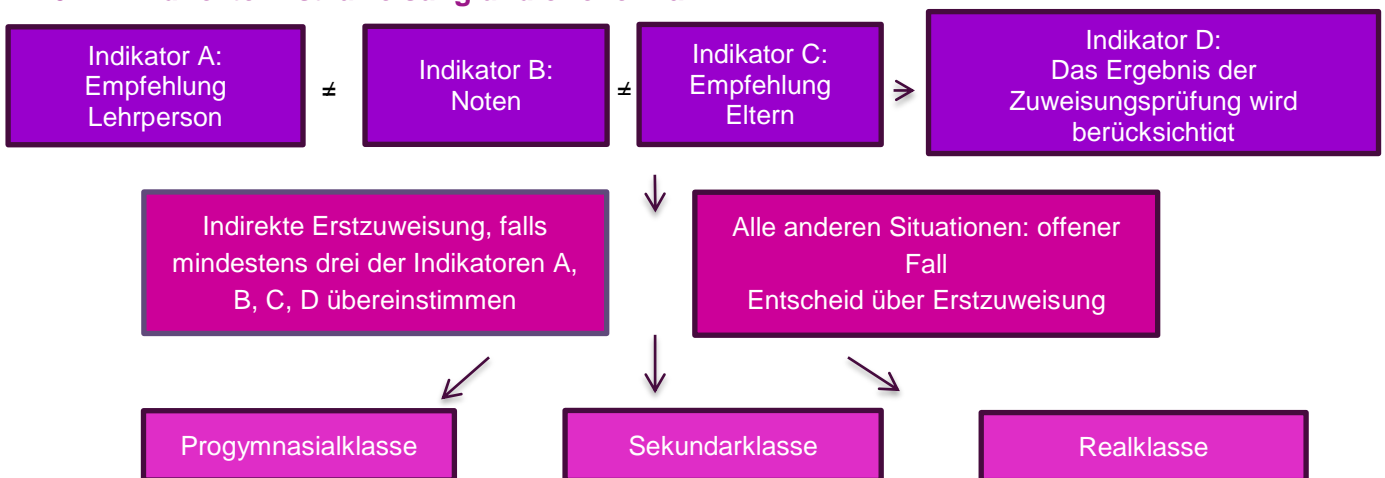 Indikator A:
Empfehlung
Lehrperson
≠
Indikator B:
Noten
≠
Indikator C:
Empfehlung
Eltern
Indikator D:
Das Ergebnis der
Zuweisungsprüfung wird
berücksichtigt
Indirekte Erstzuweisung, falls
mindestens drei der Indikatoren A,
B, C, D übereinstimmen
Alle anderen Situationen: offener
Fall
Entscheid über Erstzuweisung
Progymnasialklasse
Sekundarklasse
Realklasse